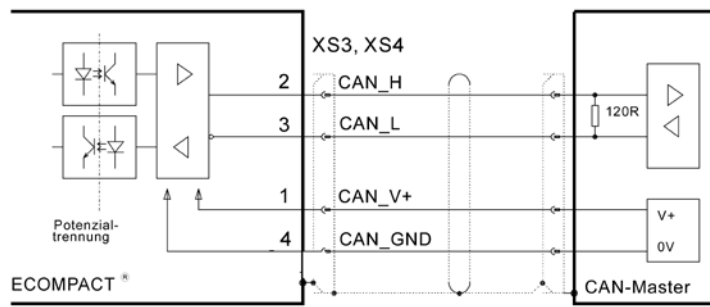 XS3, XS4
2 CAN_H
3 CAN_L
120R
1 CAN_V+
V+
Potenzial-
trennung
4 CAN_GND
0V
ECOMPACT ®
CAN-Master